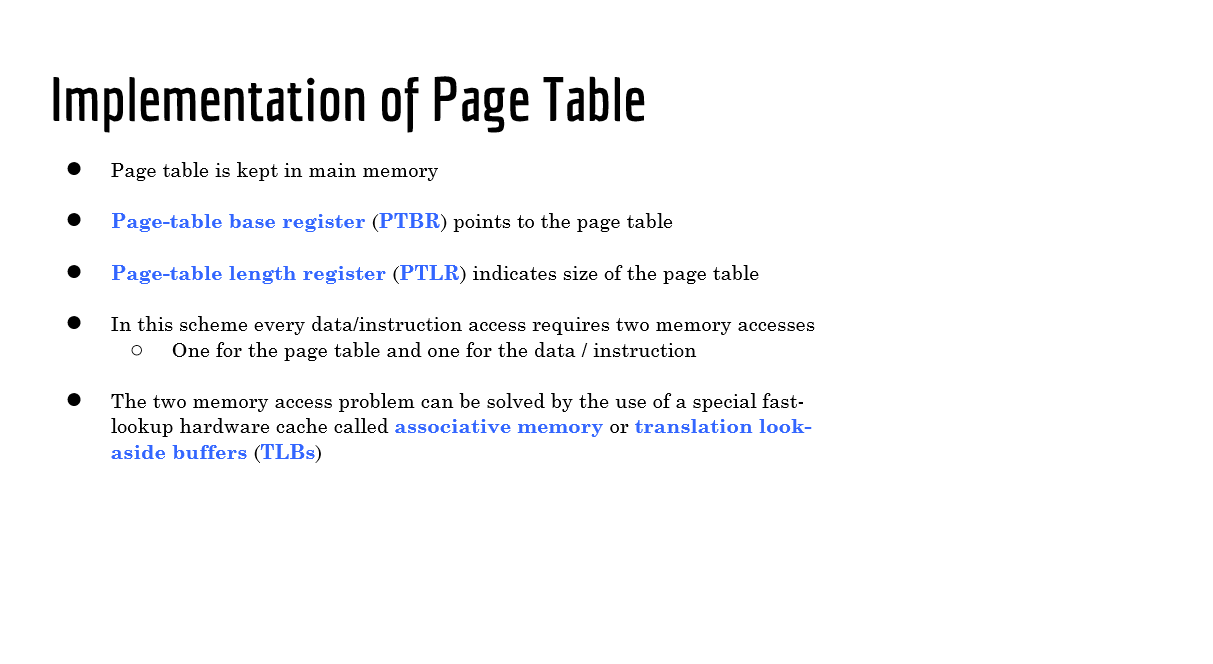 Implementation of Page Table
● Page table is kept in main memory
● Page-table base register (PTBR) points to the page table
● Page-table length register (PTLR) indicates size of the page table
● In this scheme every data/instruction access requires two memory accesses
○ One for the page table and one for the data / instruction
● The two memory access problem can be solved by the use of a special fast-
lookup hardware cache called associative memory or translation look-
aside buffers (TLBs)